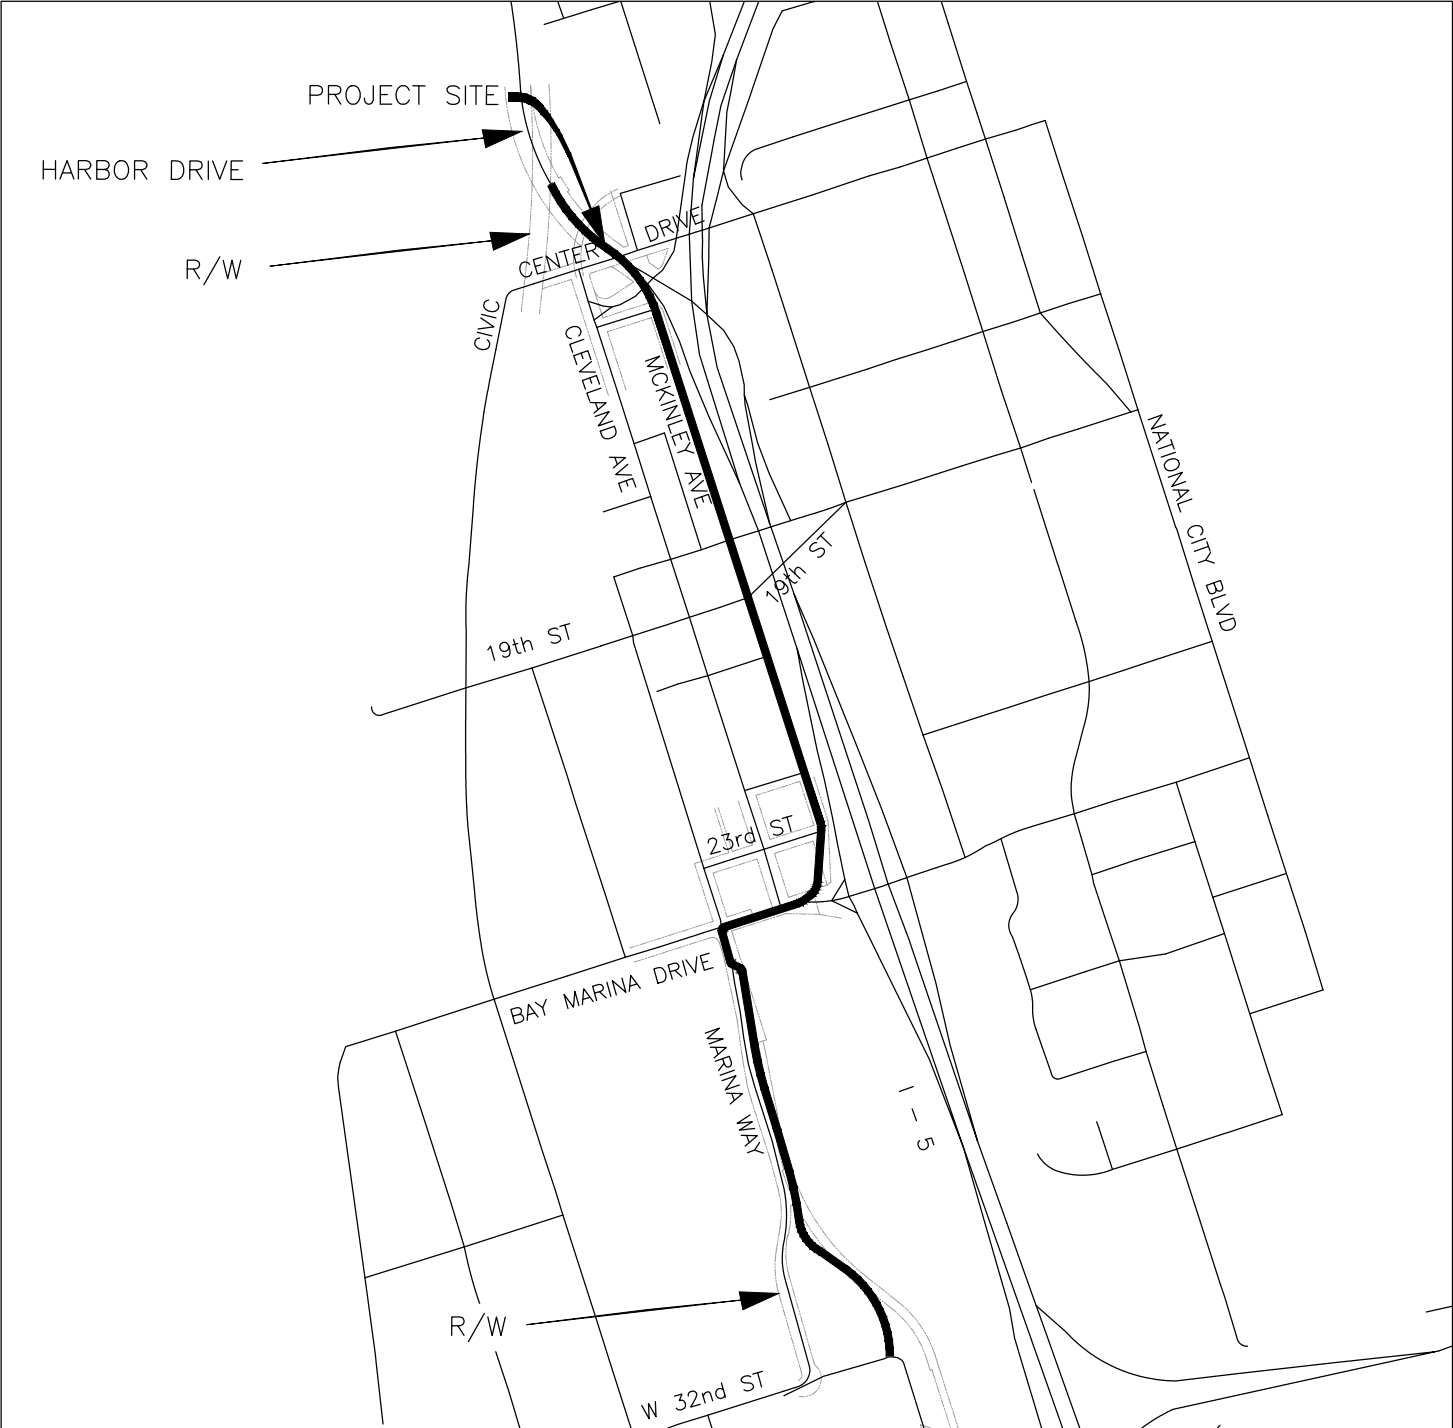 PROJECT SITE
HARBOR DRIVE
R/W
CIVIC
CENTER
DRIVE
CLEVELAND AVE
MCKINLEY AVE
NATIONAL CITY BLVD
19th ST
19th ST
23rd ST
BAY MARINA DRIVE
MARINA WAY
I-5
R/W
W 32nd ST